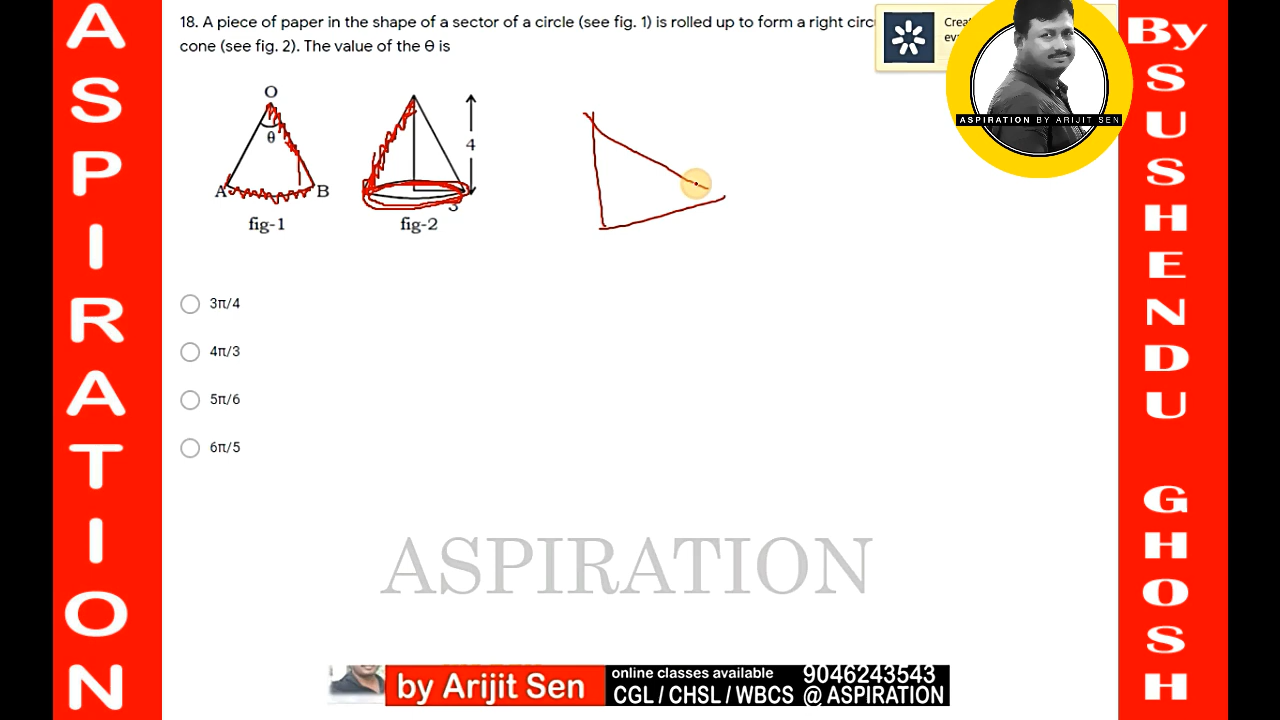 ASPIRATION
18. A piece of paper in the shape of a sector of a circle (see fig. 1) is rolled up to form a right
cone (see fig. 2). The value of the θ is
O
θ
A
B
fig-1
4
3
fig-2
3π/4
4π/3
5π/6
6π/5
ASPIRATION
ASPIRATION BY ARIJIT SEN
By
SUSHENDU
GHOSH
by Arijit Sen
online classes available
CGL / CHSL / WBCS
9046243543
@ ASPIRATION